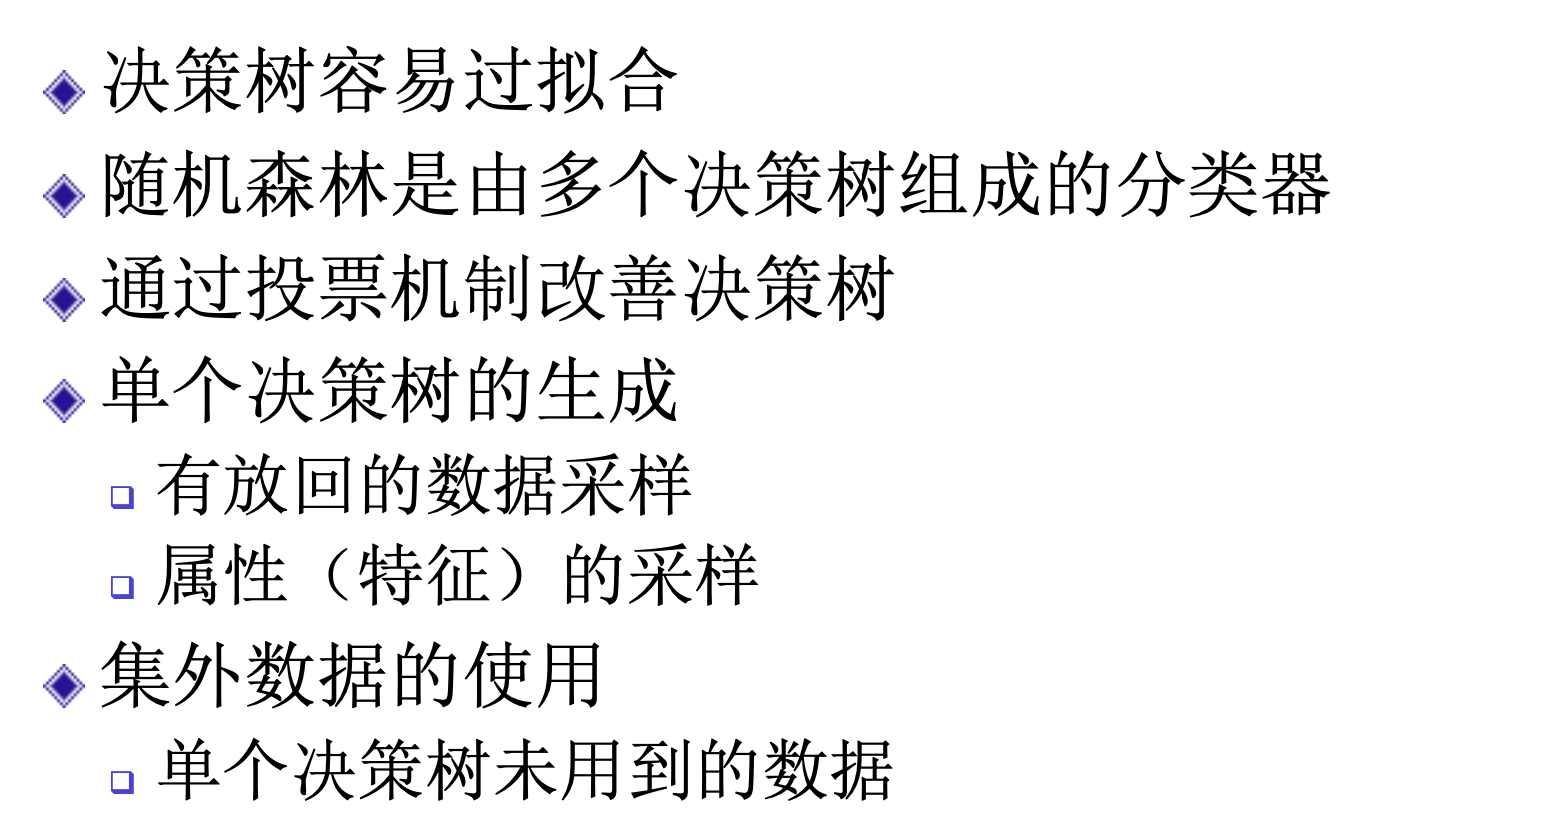 决策树容易过拟合
随机森林是由多个决策树组成的分类器
通过投票机制改善决策树
单个决策树的生成
有放回的数据采样
属性（特征）的采样
集外数据的使用
单个决策树未用到的数据